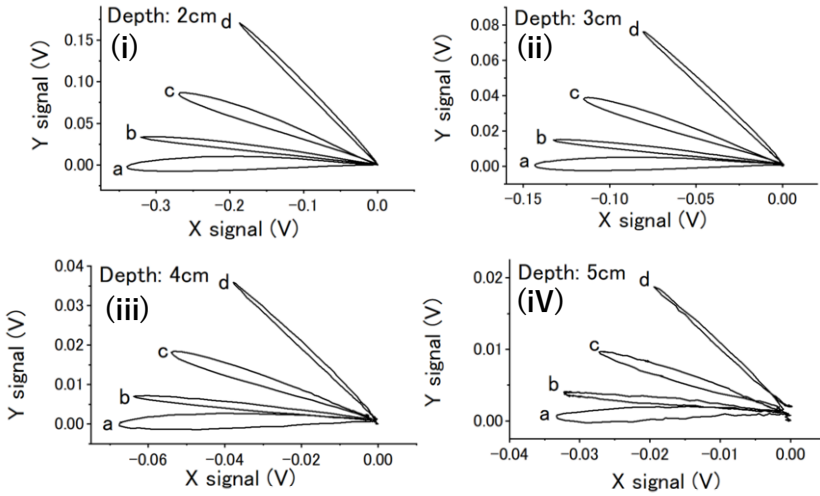 Depth: 2cm
(i)
Y signal (V)
0.15
0.10
0.05
0.00
d
c
b
a
-0.3
-0.2
-0.1
0.0
X signal (V)
Depth: 3cm
(ii)
Y signal (V)
0.08
0.06
0.04
0.02
0.00
d
c
b
a
-0.15
-0.10
-0.05
0.00
X signal (V)
Depth: 4cm
(iii)
Y signal (V)
0.04
0.03
0.02
0.01
0.00
d
c
b
a
-0.06
-0.04
-0.02
0.00
X signal (V)
Depth: 5cm
(iV)
Y signal (V)
0.02
0.01
0.00
d
c
b
a
-0.04
-0.03
-0.02
-0.01
0.00
X signal (V)